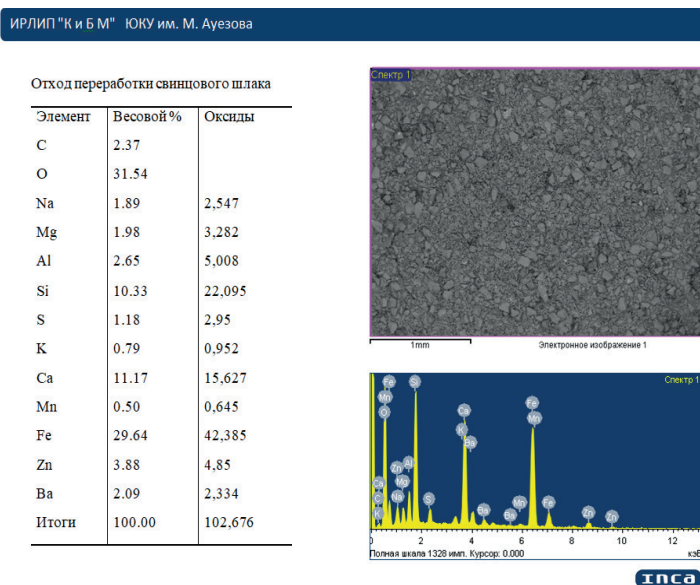 ИРЛИП "К и Б М" ЮКУ им. М. Ауезова
Отход переработки свинцового шлака
Элемент Весовой % Оксиды
C 2.37
O 31.54
Na 1.89 2,547
Mg 1.98 3,282
Al 2.65 5,008
Si 10.33 22,095
S 1.18 2,95
K 0.79 0,952
Ca 11.17 15,627
Mn 0.50 0,645
Fe 29.64 42,385
Zn 3.88 4,85
Ba 2.09 2,334
Итоги 100.00 102,676
Спектр 1
1mm Электронное изображение 1
Спектр 1
Fe Si
Mn
O
Ca Fe
Mn
K
Ba
Zn Al
Ca Mg
C Na S
K
Ba Ba Mn Fe Zn Zn
2 4 6 8 10 12
Полная шкала 1328 имп. Курсор: 0.000 кэВ
INCA